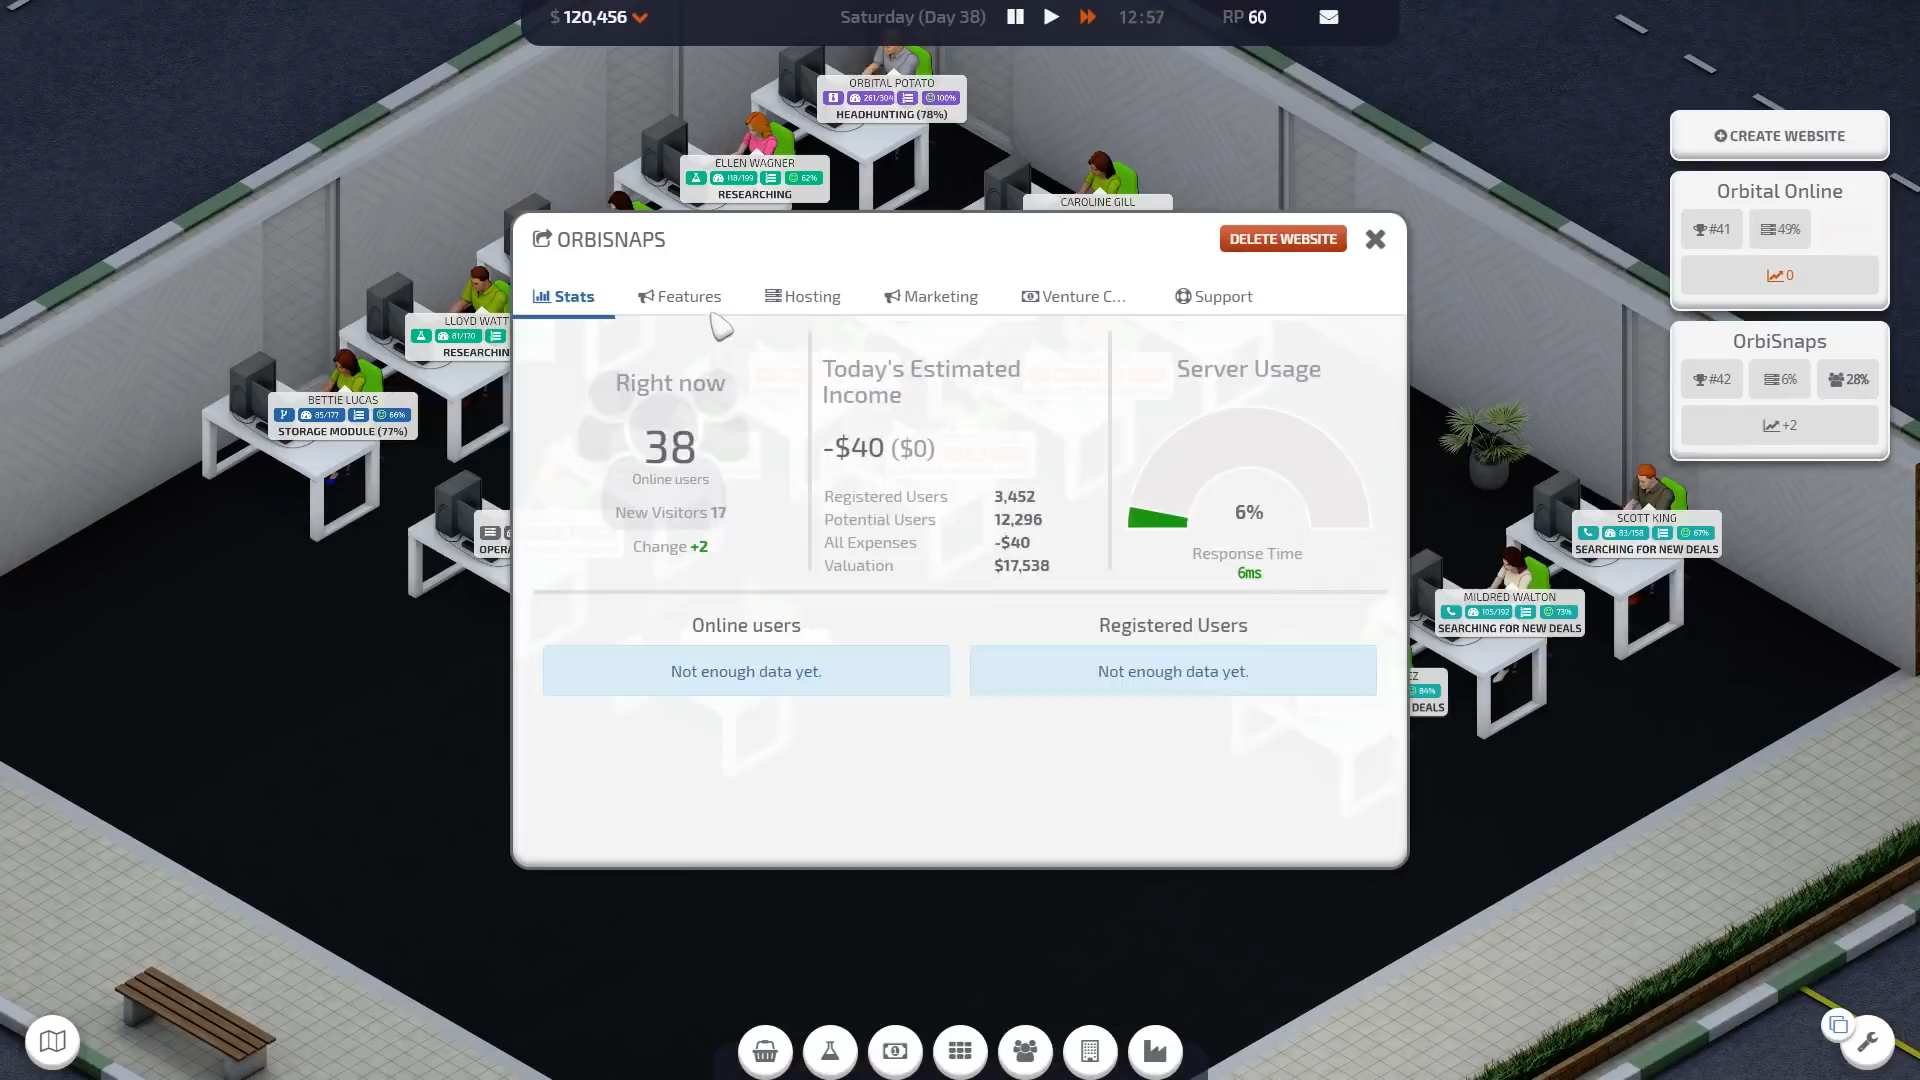 $ 120,456
Saturday (Day 38)
12:57
RP 60
ORBITAL POTATO
261/304 100%
HEADHUNTING (78%)
ELLEN WAGNER
118/199 62%
RESEARCHING
CAROLINE GILL
CREATE WEBSITE
Orbital Online
#41 49%
0
OrbiSnaps
#42 6% 28%
+2
ORBISNAPS
DELETE WEBSITE
Stats Features Hosting Marketing Venture C... Support
Right now
38
Online users
New Visitors 17
Change +2
Today's Estimated
Income
-$40 ($0)
Registered Users 3,452
Potential Users 12,296
All Expenses -$40
Valuation $17,538
Server Usage
6%
Response Time
6ms
Online users
Not enough data yet.
Registered Users
Not enough data yet.
LLOYD WATT
81/170
RESEARCHIN
BETTIE LUCAS
85/177 66%
STORAGE MODULE (77%)
OPERA
SCOTT KING
83/158 67%
SEARCHING FOR NEW DEALS
MILDRED WALTON
105/192 73%
SEARCHING FOR NEW DEALS
EZ
84%
DEALS